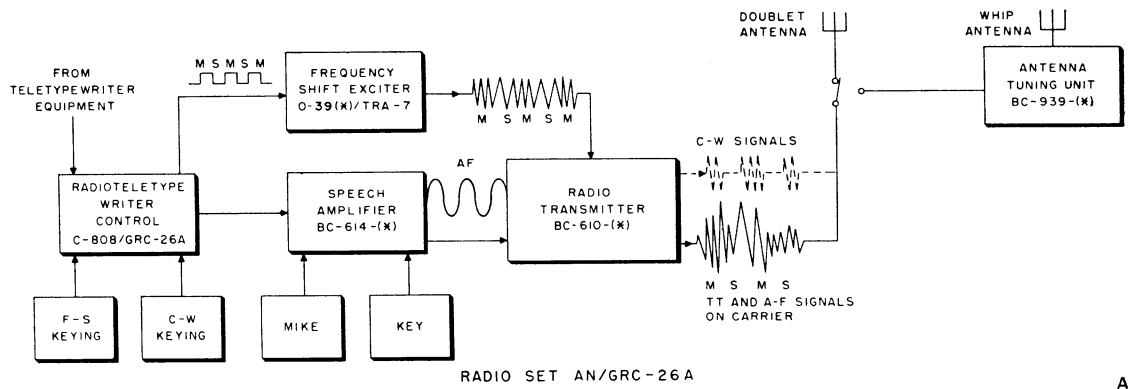 DOUBLET
ANTENNA
WHIP
ANTENNA
FROM
TELETYPEWRITER
EQUIPMENT
M S M S M
FREQUENCY
SHIFT EXCITER
O-39(*)/TRA-7
M S M S M
ANTENNA
TUNING UNIT
BC-939-(*)
C-W SIGNALS
RADIOTELETYPE
WRITER
CONTROL
C-808/GRC-26A
SPEECH
AMPLIFIER
BC-614-(*)
AF
RADIO
TRANSMITTER
BC-610-(*)
M S M S
TT AND A-F SIGNALS
ON CARRIER
F-S
KEYING
C-W
KEYING
MIKE
KEY
RADIO SET AN/GRC-26A
A